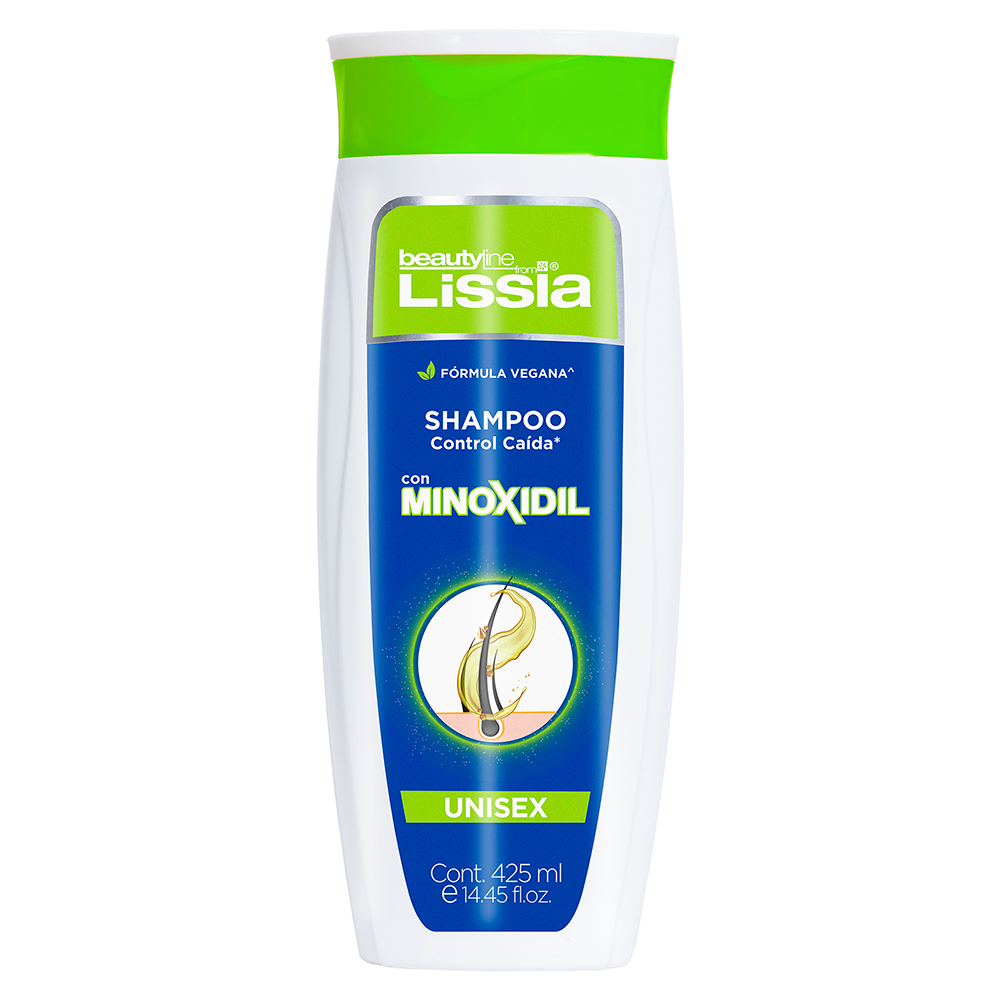 beautyline
from ®
Lissia
FÓRMULA VEGANA^
SHAMPOO
Control Caída*
con
MINOXIDIL
UNISEX
Cont. 425 ml
e 14.45 fl.oz.